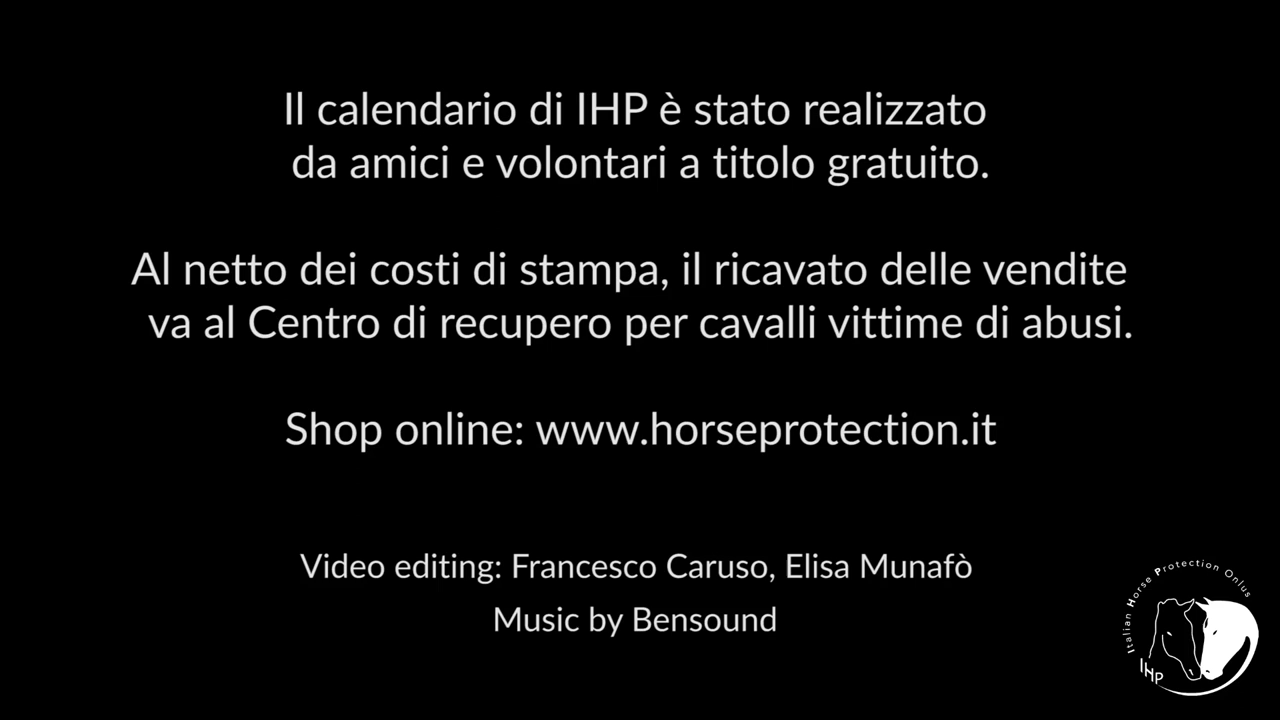 Il calendario di IHP è stato realizzato
da amici e volontari a titolo gratuito.
Al netto dei costi di stampa, il ricavato delle vendite
va al Centro di recupero per cavalli vittime di abusi.
Shop online: www.horseprotection.it
Video editing: Francesco Caruso, Elisa Munafò
Music by Bensound
Italian Horse Protection Onlus
IHP